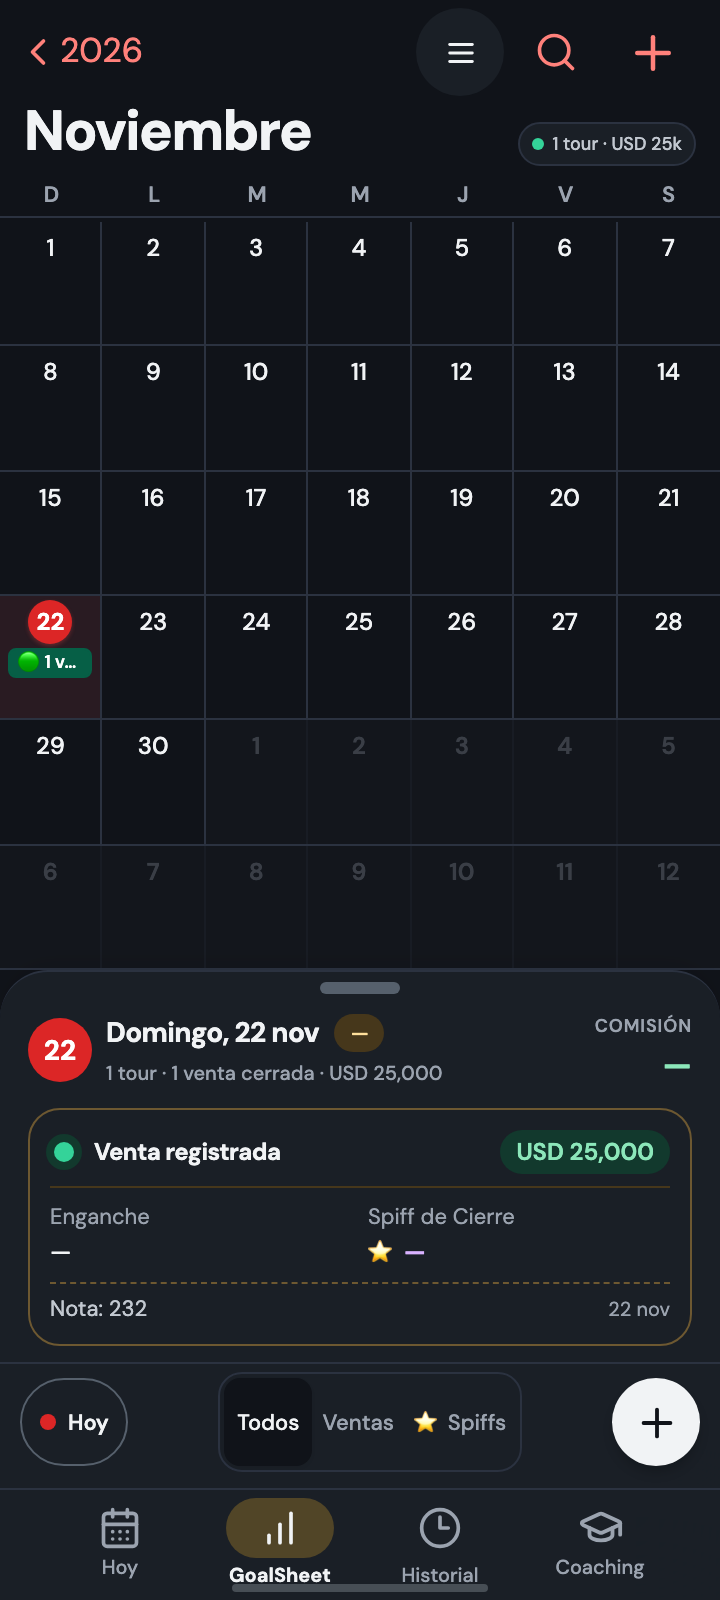 2026
Noviembre
1 tour · USD 25k
D L M M J V S
1 2 3 4 5 6 7
8 9 10 11 12 13 14
15 16 17 18 19 20 21
22 23 24 25 26 27 28
1 v...
29 30 1 2 3 4 5
6 7 8 9 10 11 12
22
Domingo, 22 nov —
COMISIÓN
1 tour · 1 venta cerrada · USD 25,000
—
Venta registrada USD 25,000
Enganche Spiff de Cierre
— ⭐ —
Nota: 232 22 nov
Hoy Todos Ventas ⭐ Spiffs
Hoy GoalSheet Historial Coaching